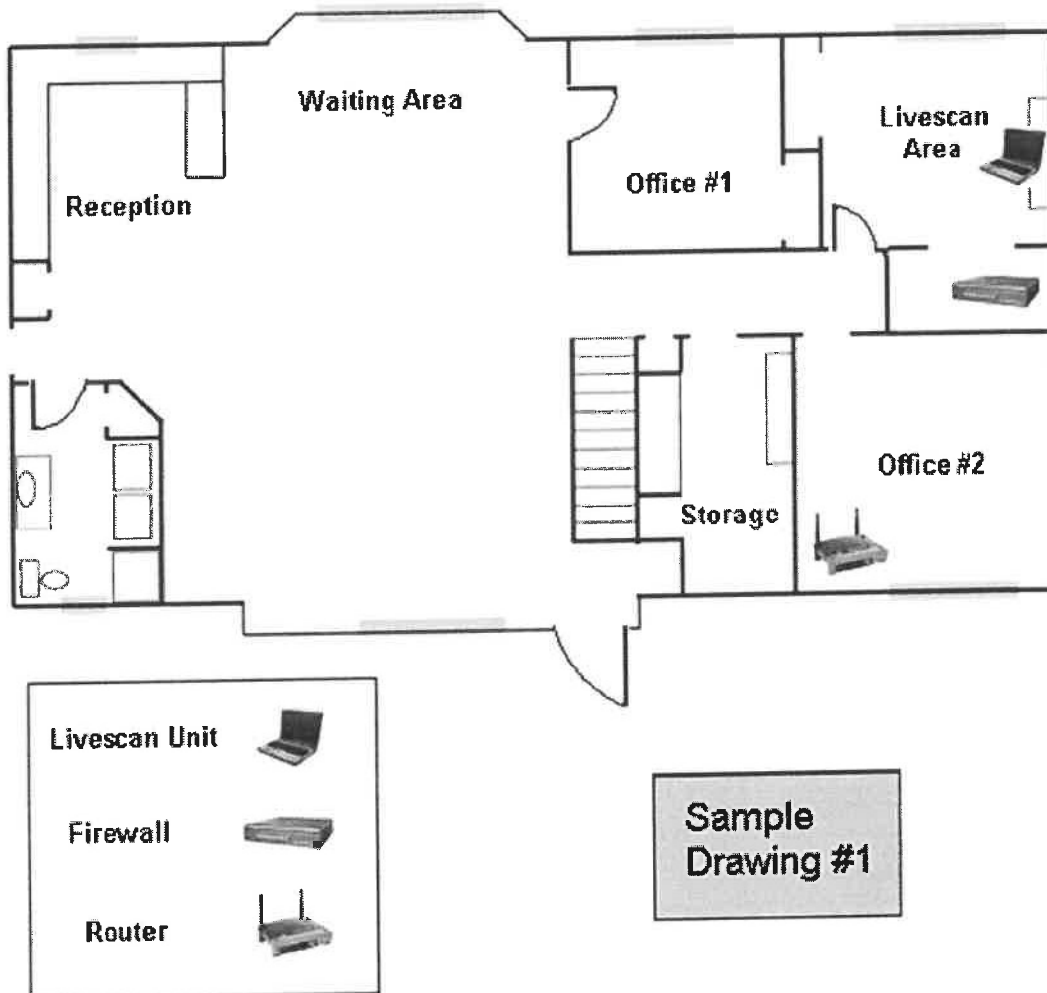 Waiting Area
Livescan
Area
Office #1
Reception
Office #2
Storage
Livescan Unit
Firewall
Router
Sample
Drawing #1